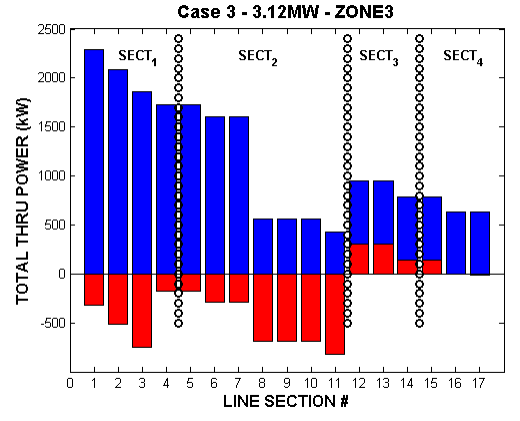 Case 3 - 3.12MW - ZONE3
SECT1 SECT2 SECT3 SECT4
2500
2000
1500
1000
500
0
-500
TOTAL THRU POWER (kW)
0 1 2 3 4 5 6 7 8 9 10 11 12 13 14 15 16 17
LINE SECTION #